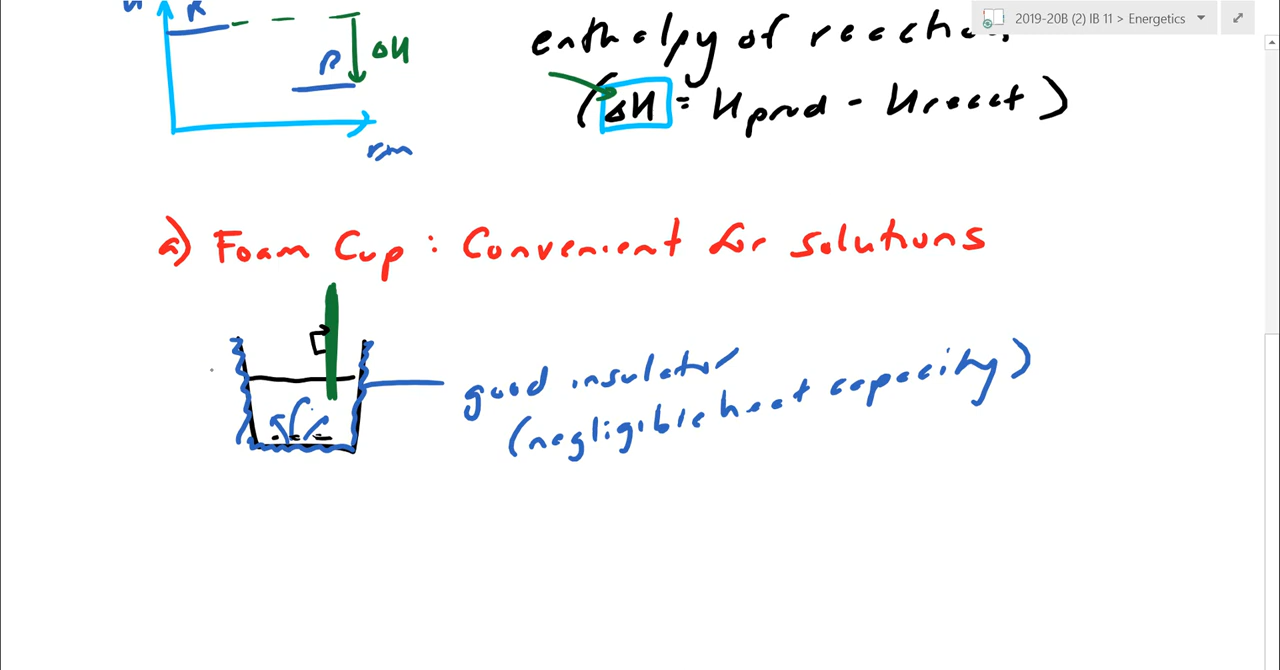 2019-20B (2) IB 11 > Energetics
H
R
ΔH
P
rxn
enthalpy of reaction
(ΔH = Hprod - Hreact)
a) Foam Cup : Convenient for solutions
good insulator
(negligible heat capacity)